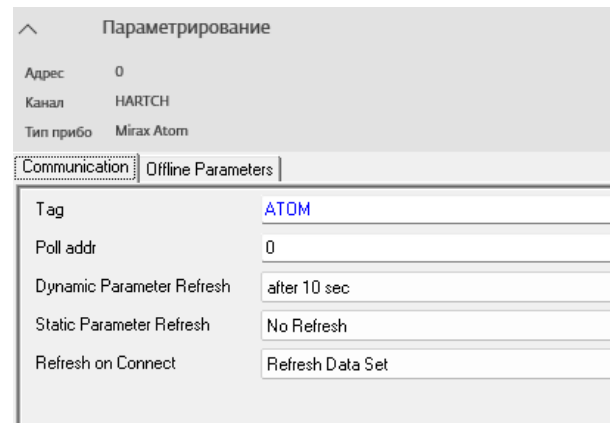 Параметрирование
Адрес 0
Канал HARTCH
Тип прибо Mirax Atom
Communication Offline Parameters
Tag ATOM
Poll addr 0
Dynamic Parameter Refresh after 10 sec
Static Parameter Refresh No Refresh
Refresh on Connect Refresh Data Set